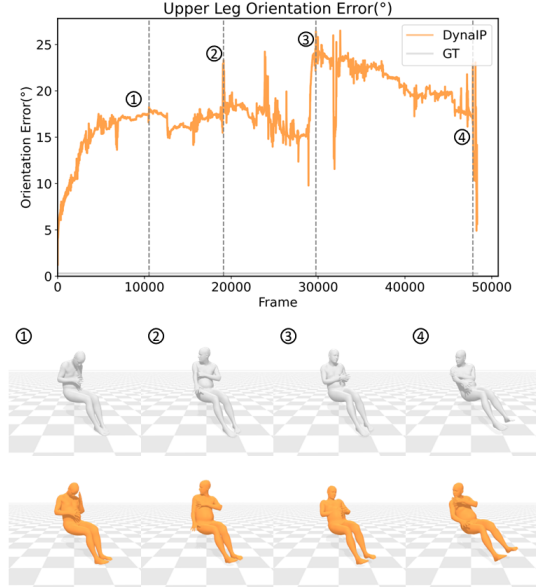 Upper Leg Orientation Error(°)
Orientation Error(°)
25
20
15
10
5
0
①
②
③
④
DynaIP
GT
0
10000
20000
30000
40000
50000
Frame
① ② ③ ④